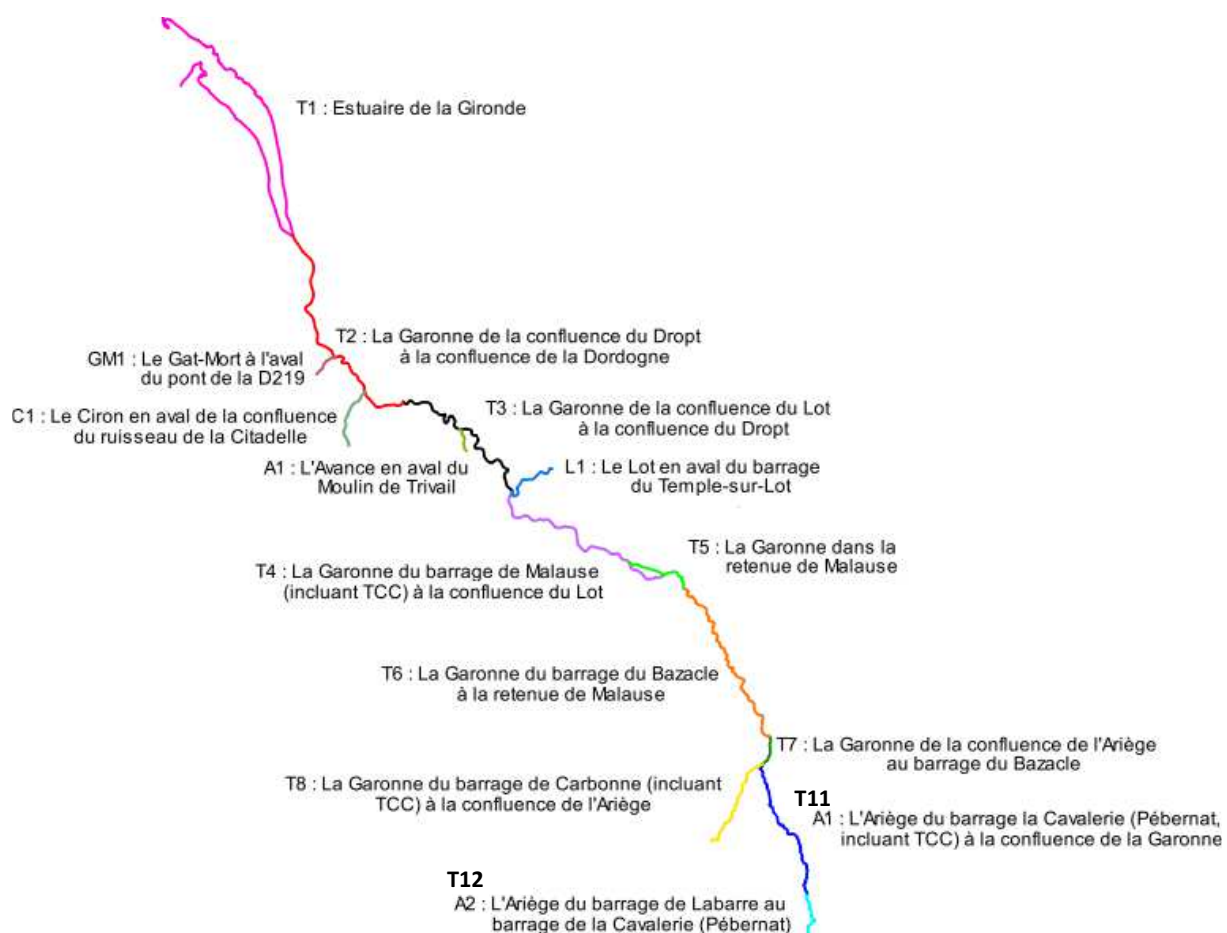 T1 : Estuaire de la Gironde
T2 : La Garonne de la confluence du Dropt
à la confluence de la Dordogne
GM1 : Le Gat-Mort à l'aval
du pont de la D219
T3 : La Garonne de la confluence du Lot
à la confluence du Dropt
C1 : Le Ciron en aval de la confluence
du ruisseau de la Citadelle
A1 : L'Avance en aval du
Moulin de Trivail
L1 : Le Lot en aval du barrage
du Temple-sur-Lot
T5 : La Garonne dans la
retenue de Malause
T4 : La Garonne du barrage de Malause
(incluant TCC) à la confluence du Lot
T6 : La Garonne du barrage du Bazacle
à la retenue de Malause
T7 : La Garonne de la confluence de l'Ariège
au barrage du Bazacle
T8 : La Garonne du barrage de Carbonne (incluant
TCC) à la confluence de l'Ariège
T11
A1 : L'Ariège du barrage la Cavalerie (Pébernat,
incluant TCC) à la confluence de la Garonne
T12
A2 : L'Ariège du barrage de Labarre au
barrage de la Cavalerie (Pébernat)